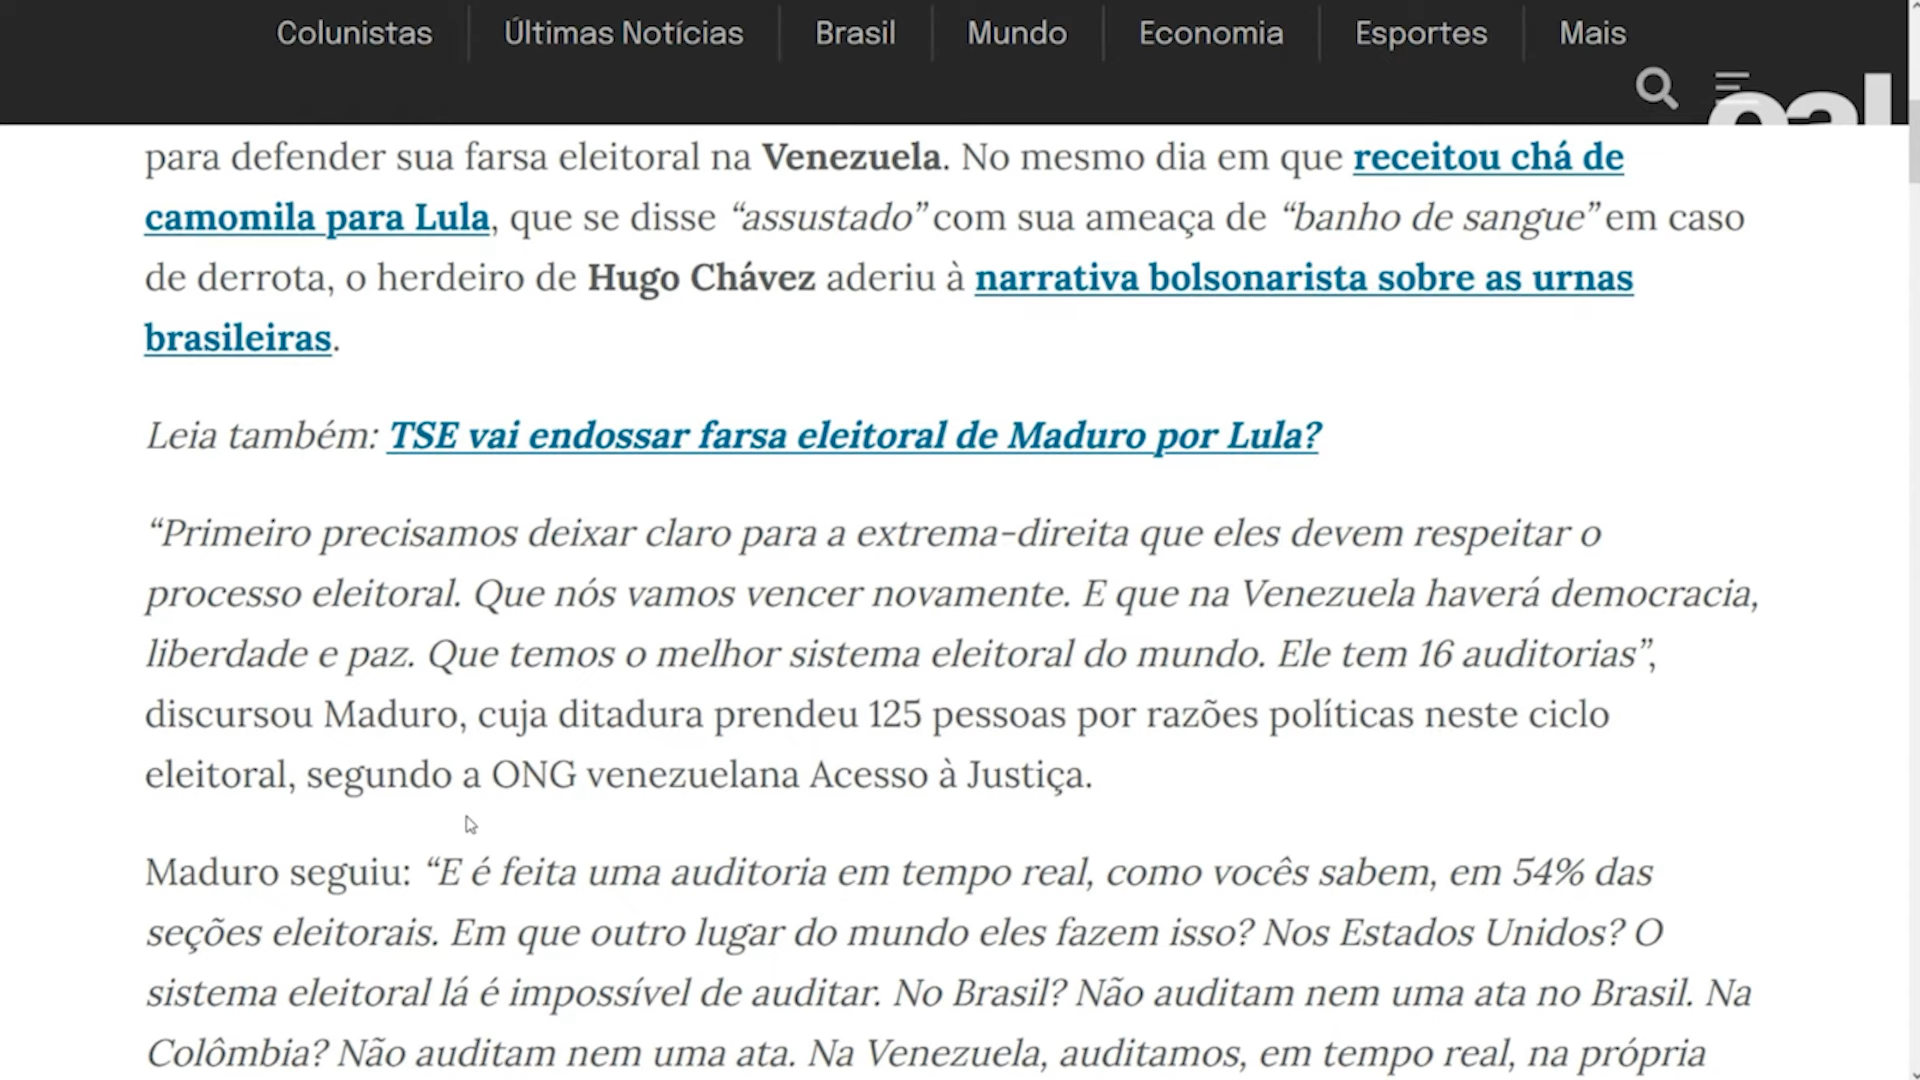 Colunistas Últimas Notícias Brasil Mundo Economia Esportes Mais
para defender sua farsa eleitoral na Venezuela. No mesmo dia em que receitou chá de
camomila para Lula, que se disse “assustado” com sua ameaça de “banho de sangue” em caso
de derrota, o herdeiro de Hugo Chávez aderiu à narrativa bolsonarista sobre as urnas
brasileiras.
Leia também: TSE vai endossar farsa eleitoral de Maduro por Lula?
“Primeiro precisamos deixar claro para a extrema-direita que eles devem respeitar o
processo eleitoral. Que nós vamos vencer novamente. E que na Venezuela haverá democracia,
liberdade e paz. Que temos o melhor sistema eleitoral do mundo. Ele tem 16 auditorias”,
discursou Maduro, cuja ditadura prendeu 125 pessoas por razões políticas neste ciclo
eleitoral, segundo a ONG venezuelana Acesso à Justiça.
Maduro seguiu: “E é feita uma auditoria em tempo real, como vocês sabem, em 54% das
seções eleitorais. Em que outro lugar do mundo eles fazem isso? Nos Estados Unidos? O
sistema eleitoral lá é impossível de auditar. No Brasil? Não auditam nem uma ata no Brasil. Na
Colômbia? Não auditam nem uma ata. Na Venezuela, auditamos, em tempo real, na própria